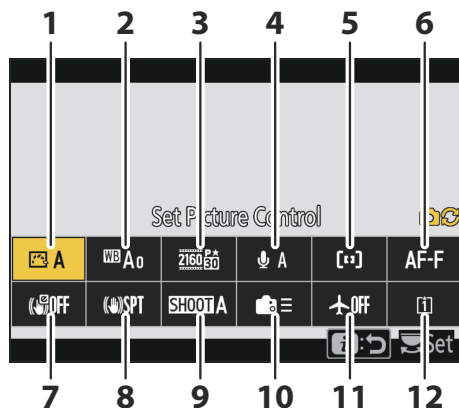 1 2 3 4 5 6
Set Picture Control
A WB A0 2160 P★ 30 A AF-F
OFF SPT SHOOT A OFF i
i : Set
7 8 9 10 11 12